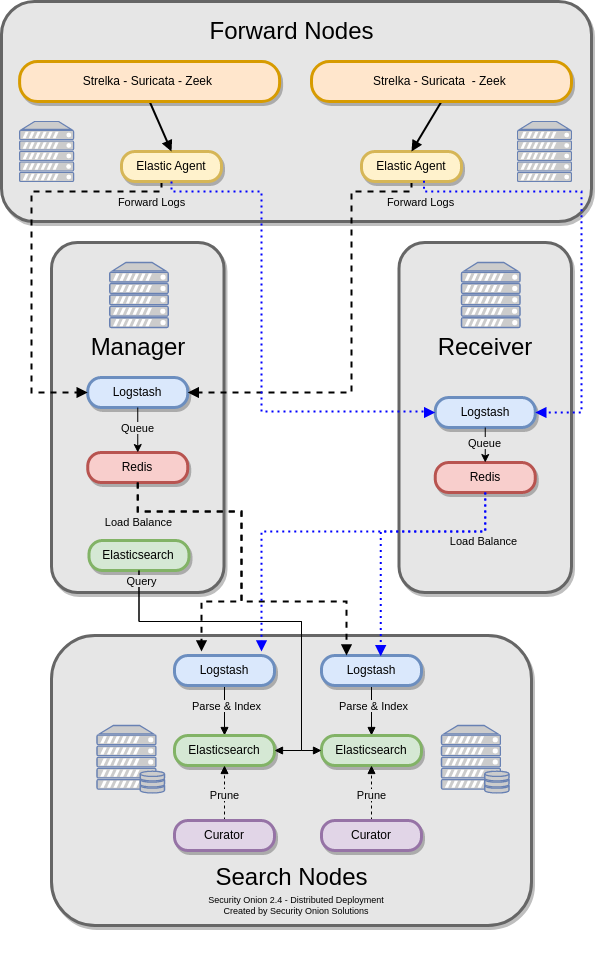 Forward Nodes
Strelka - Suricata - Zeek
Strelka - Suricata - Zeek
Elastic Agent
Elastic Agent
Forward Logs
Forward Logs
Manager
Receiver
Logstash
Logstash
Queue
Queue
Redis
Redis
Load Balance
Load Balance
Elasticsearch
Query
Logstash
Logstash
Parse & Index
Parse & Index
Elasticsearch
Elasticsearch
Prune
Prune
Curator
Curator
Search Nodes
Security Onion 2.4 - Distributed Deployment
Created by Security Onion Solutions